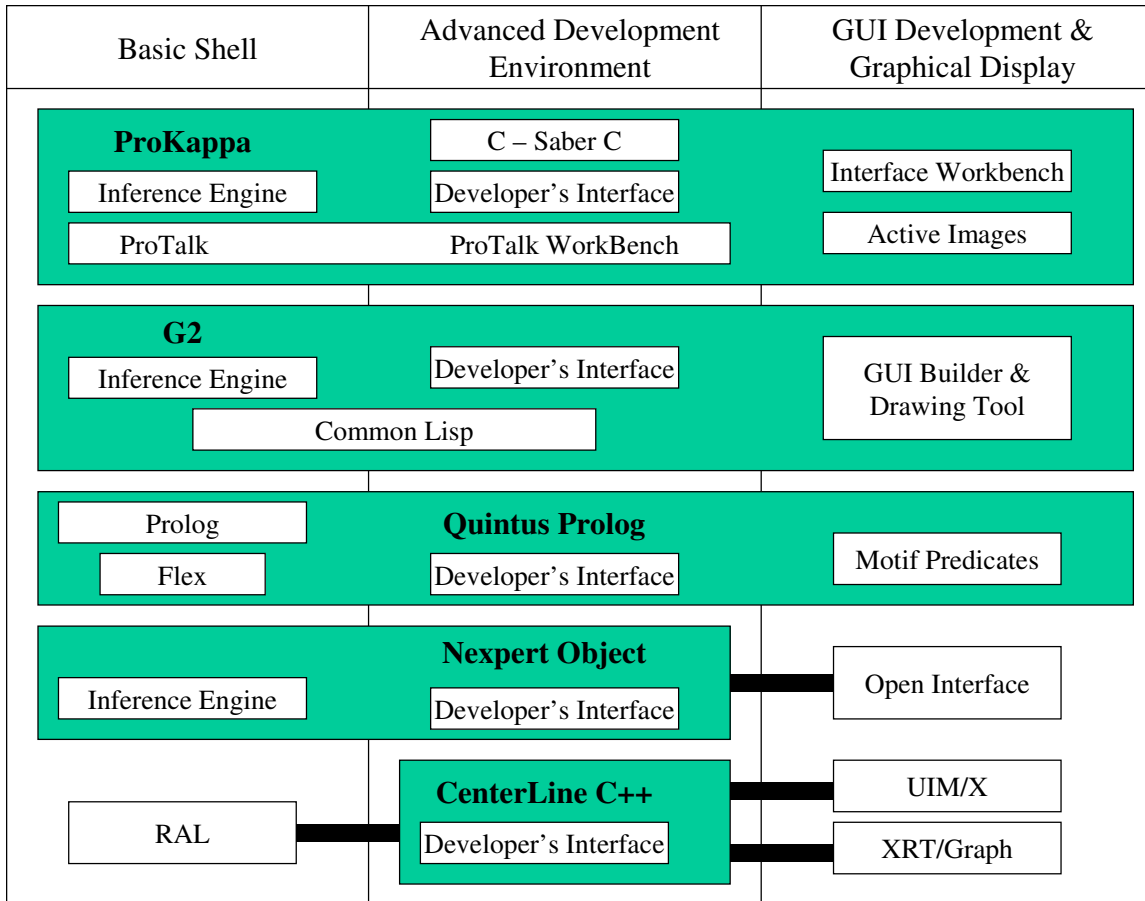 Basic Shell
Advanced Development
Environment
GUI Development &
Graphical Display
ProKappa
C – Saber C
Inference Engine
Developer’s Interface
Interface Workbench
ProTalk
ProTalk WorkBench
Active Images
G2
Inference Engine
Developer’s Interface
GUI Builder &
Drawing Tool
Common Lisp
Prolog
Quintus Prolog
Flex
Developer’s Interface
Motif Predicates
Nexpert Object
Inference Engine
Developer’s Interface
Open Interface
CenterLine C++
RAL
Developer’s Interface
UIM/X
XRT/Graph